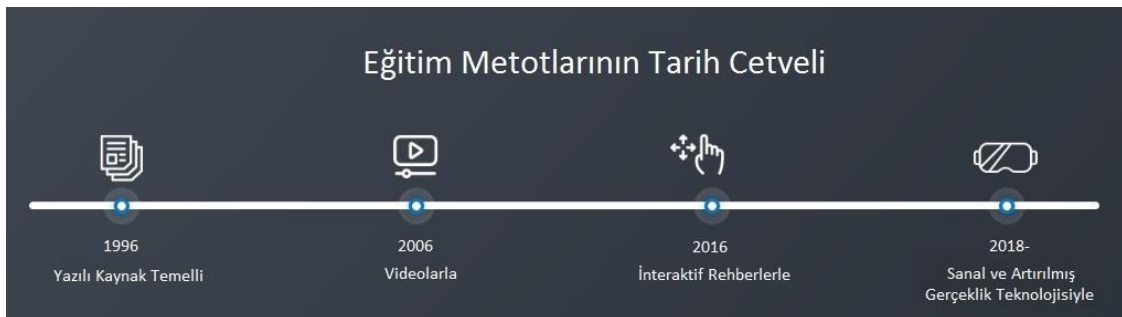 Eğitim Metotlarının Tarih Cetveli
1996
Yazılı Kaynak Temelli
2006
Videolarla
2016
İnteraktif Rehberlerle
2018-
Sanal ve Artırılmış
Gerçeklik Teknolojisiyle